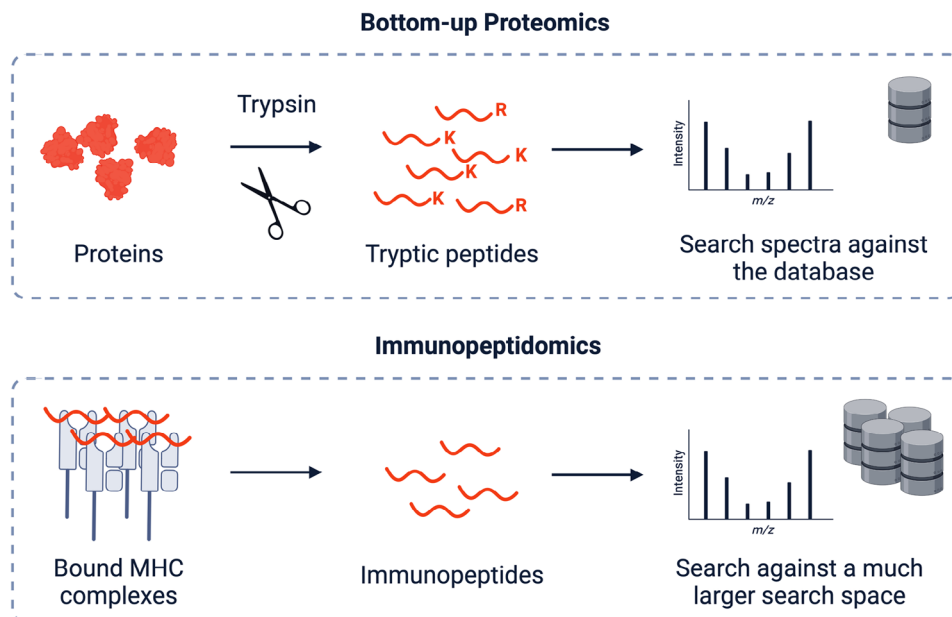 Bottom-up Proteomics
Trypsin
R
K
K
K
K
R
Intensity
m/z
Proteins
Tryptic peptides
Search spectra against
the database
Immunopeptidomics
Intensity
m/z
Bound MHC
complexes
Immunopeptides
Search against a much
larger search space